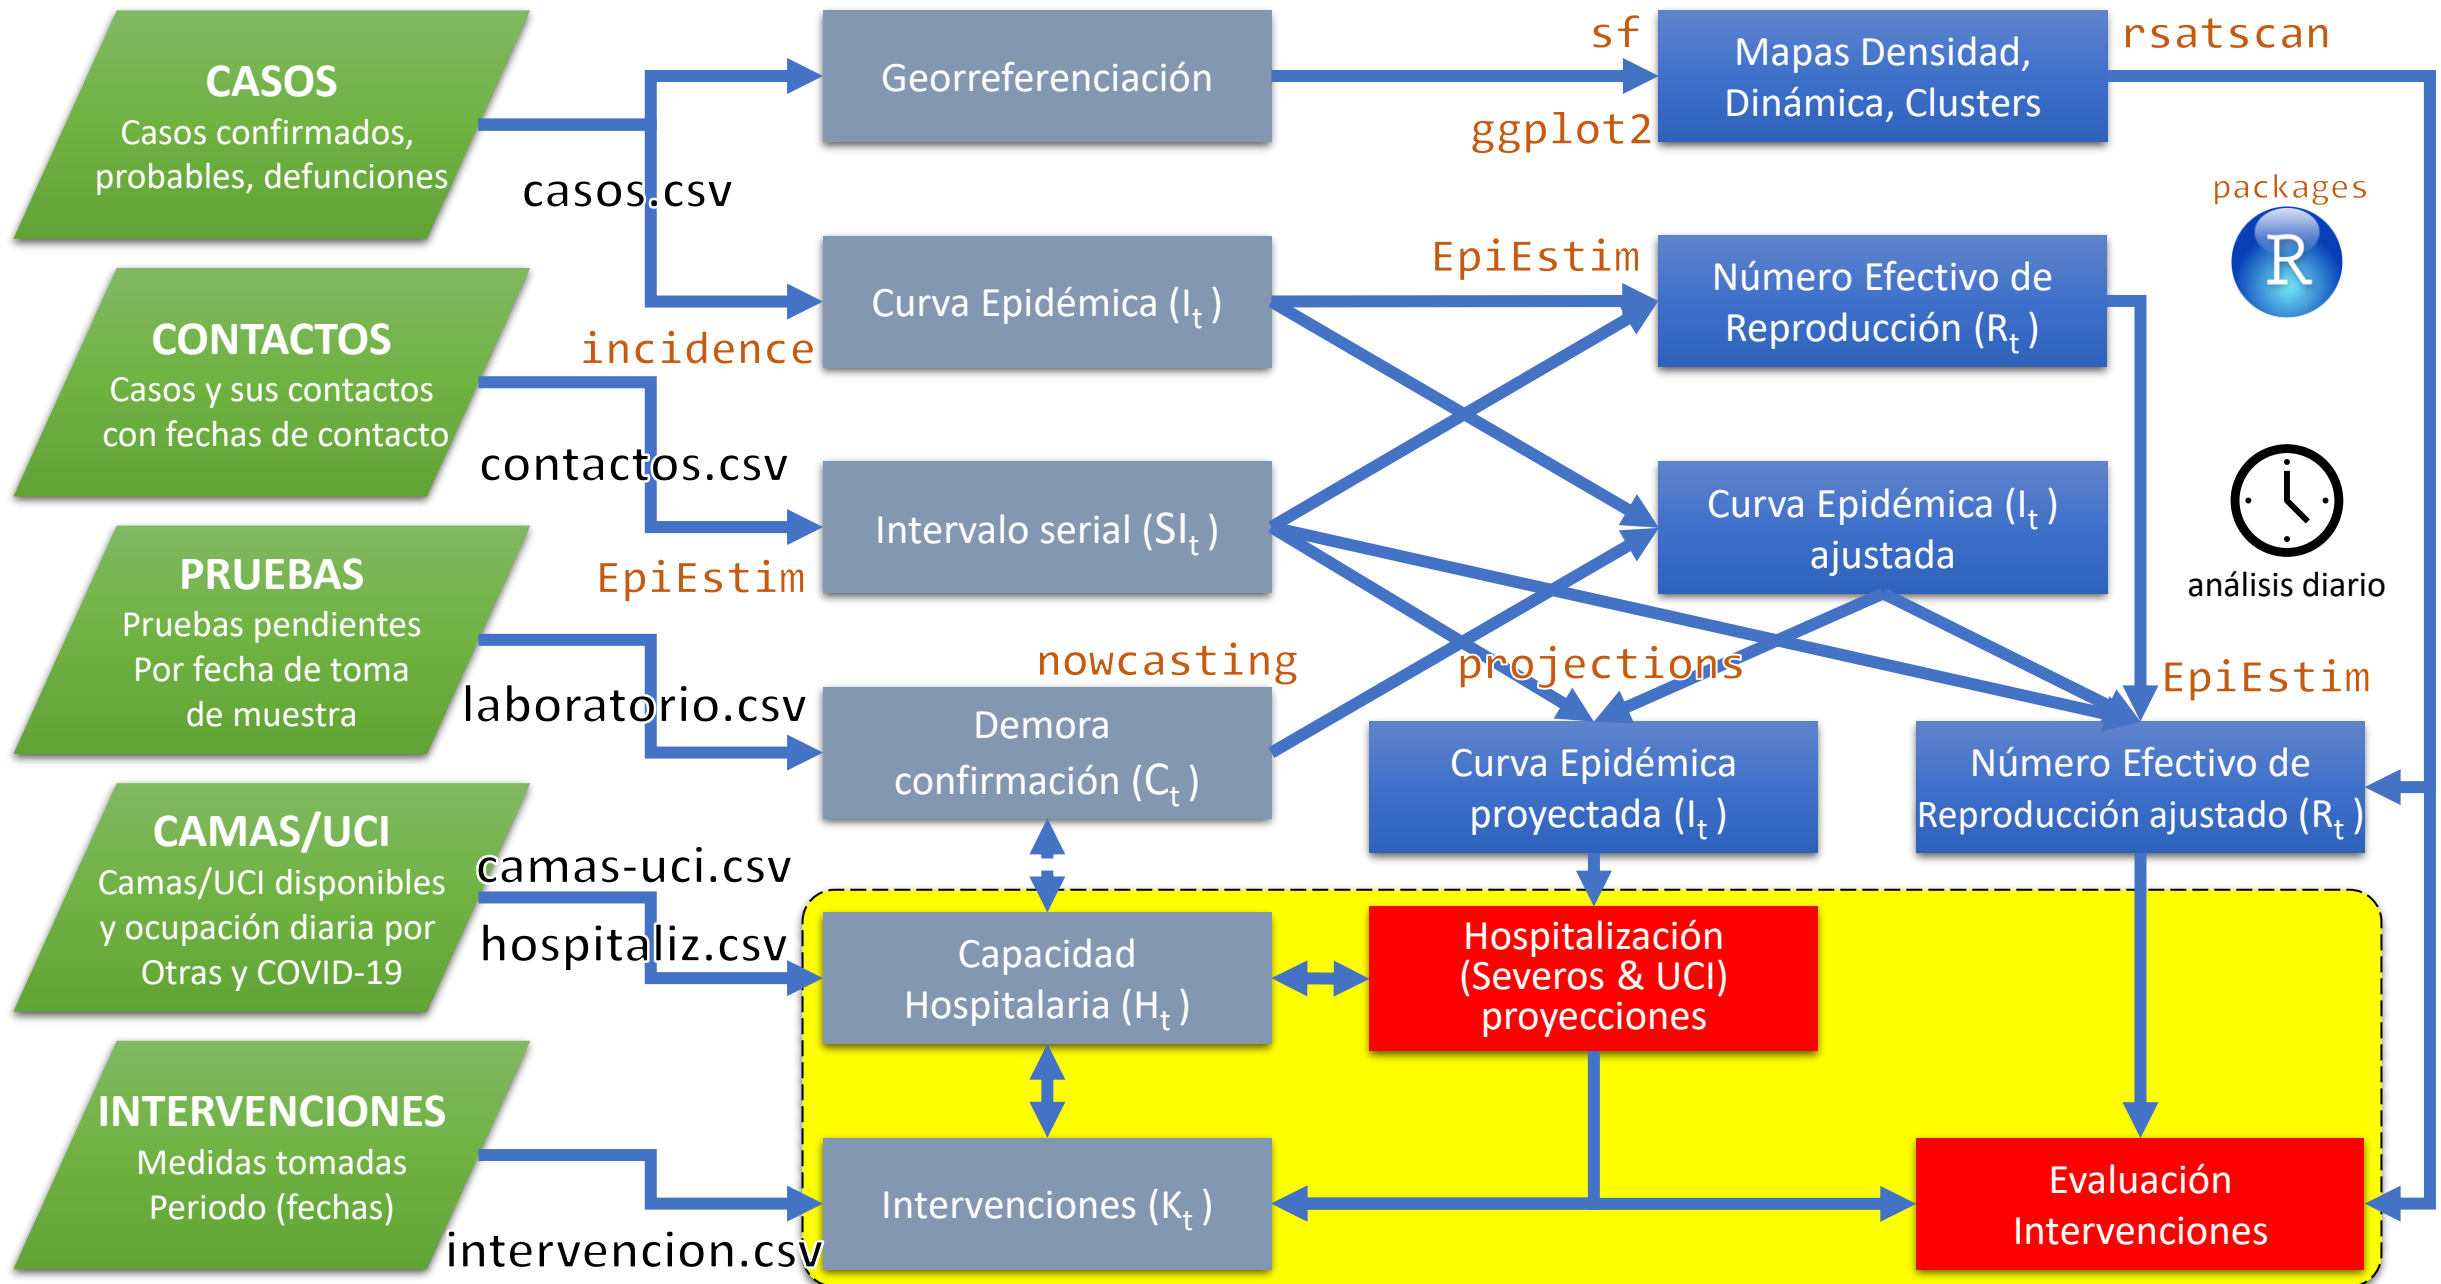 CASOS
Casos confirmados,
probables, defunciones
casos.csv
Georreferenciación
sf
ggplot2
Mapas Densidad,
Dinámica, Clusters
rsatscan
packages
R
CONTACTOS
Casos y sus contactos
con fechas de contacto
contactos.csv
incidence
Curva Epidémica (It )
EpiEstim
Número Efectivo de
Reproducción (Rt )
PRUEBAS
Pruebas pendientes
Por fecha de toma
de muestra
laboratorio.csv
EpiEstim
Intervalo serial (SIt )
Curva Epidémica (It )
ajustada
análisis diario
nowcasting
projections
EpiEstim
Demora
confirmación (Ct )
Curva Epidémica
proyectada (It )
Número Efectivo de
Reproducción ajustado (Rt )
CAMAS/UCI
Camas/UCI disponibles
y ocupación diaria por
Otras y COVID-19
camas-uci.csv
hospitaliz.csv
Capacidad
Hospitalaria (Ht )
Hospitalización
(Severos & UCI)
proyecciones
INTERVENCIONES
Medidas tomadas
Periodo (fechas)
intervencion.csv
Intervenciones (Kt )
Evaluación
Intervenciones